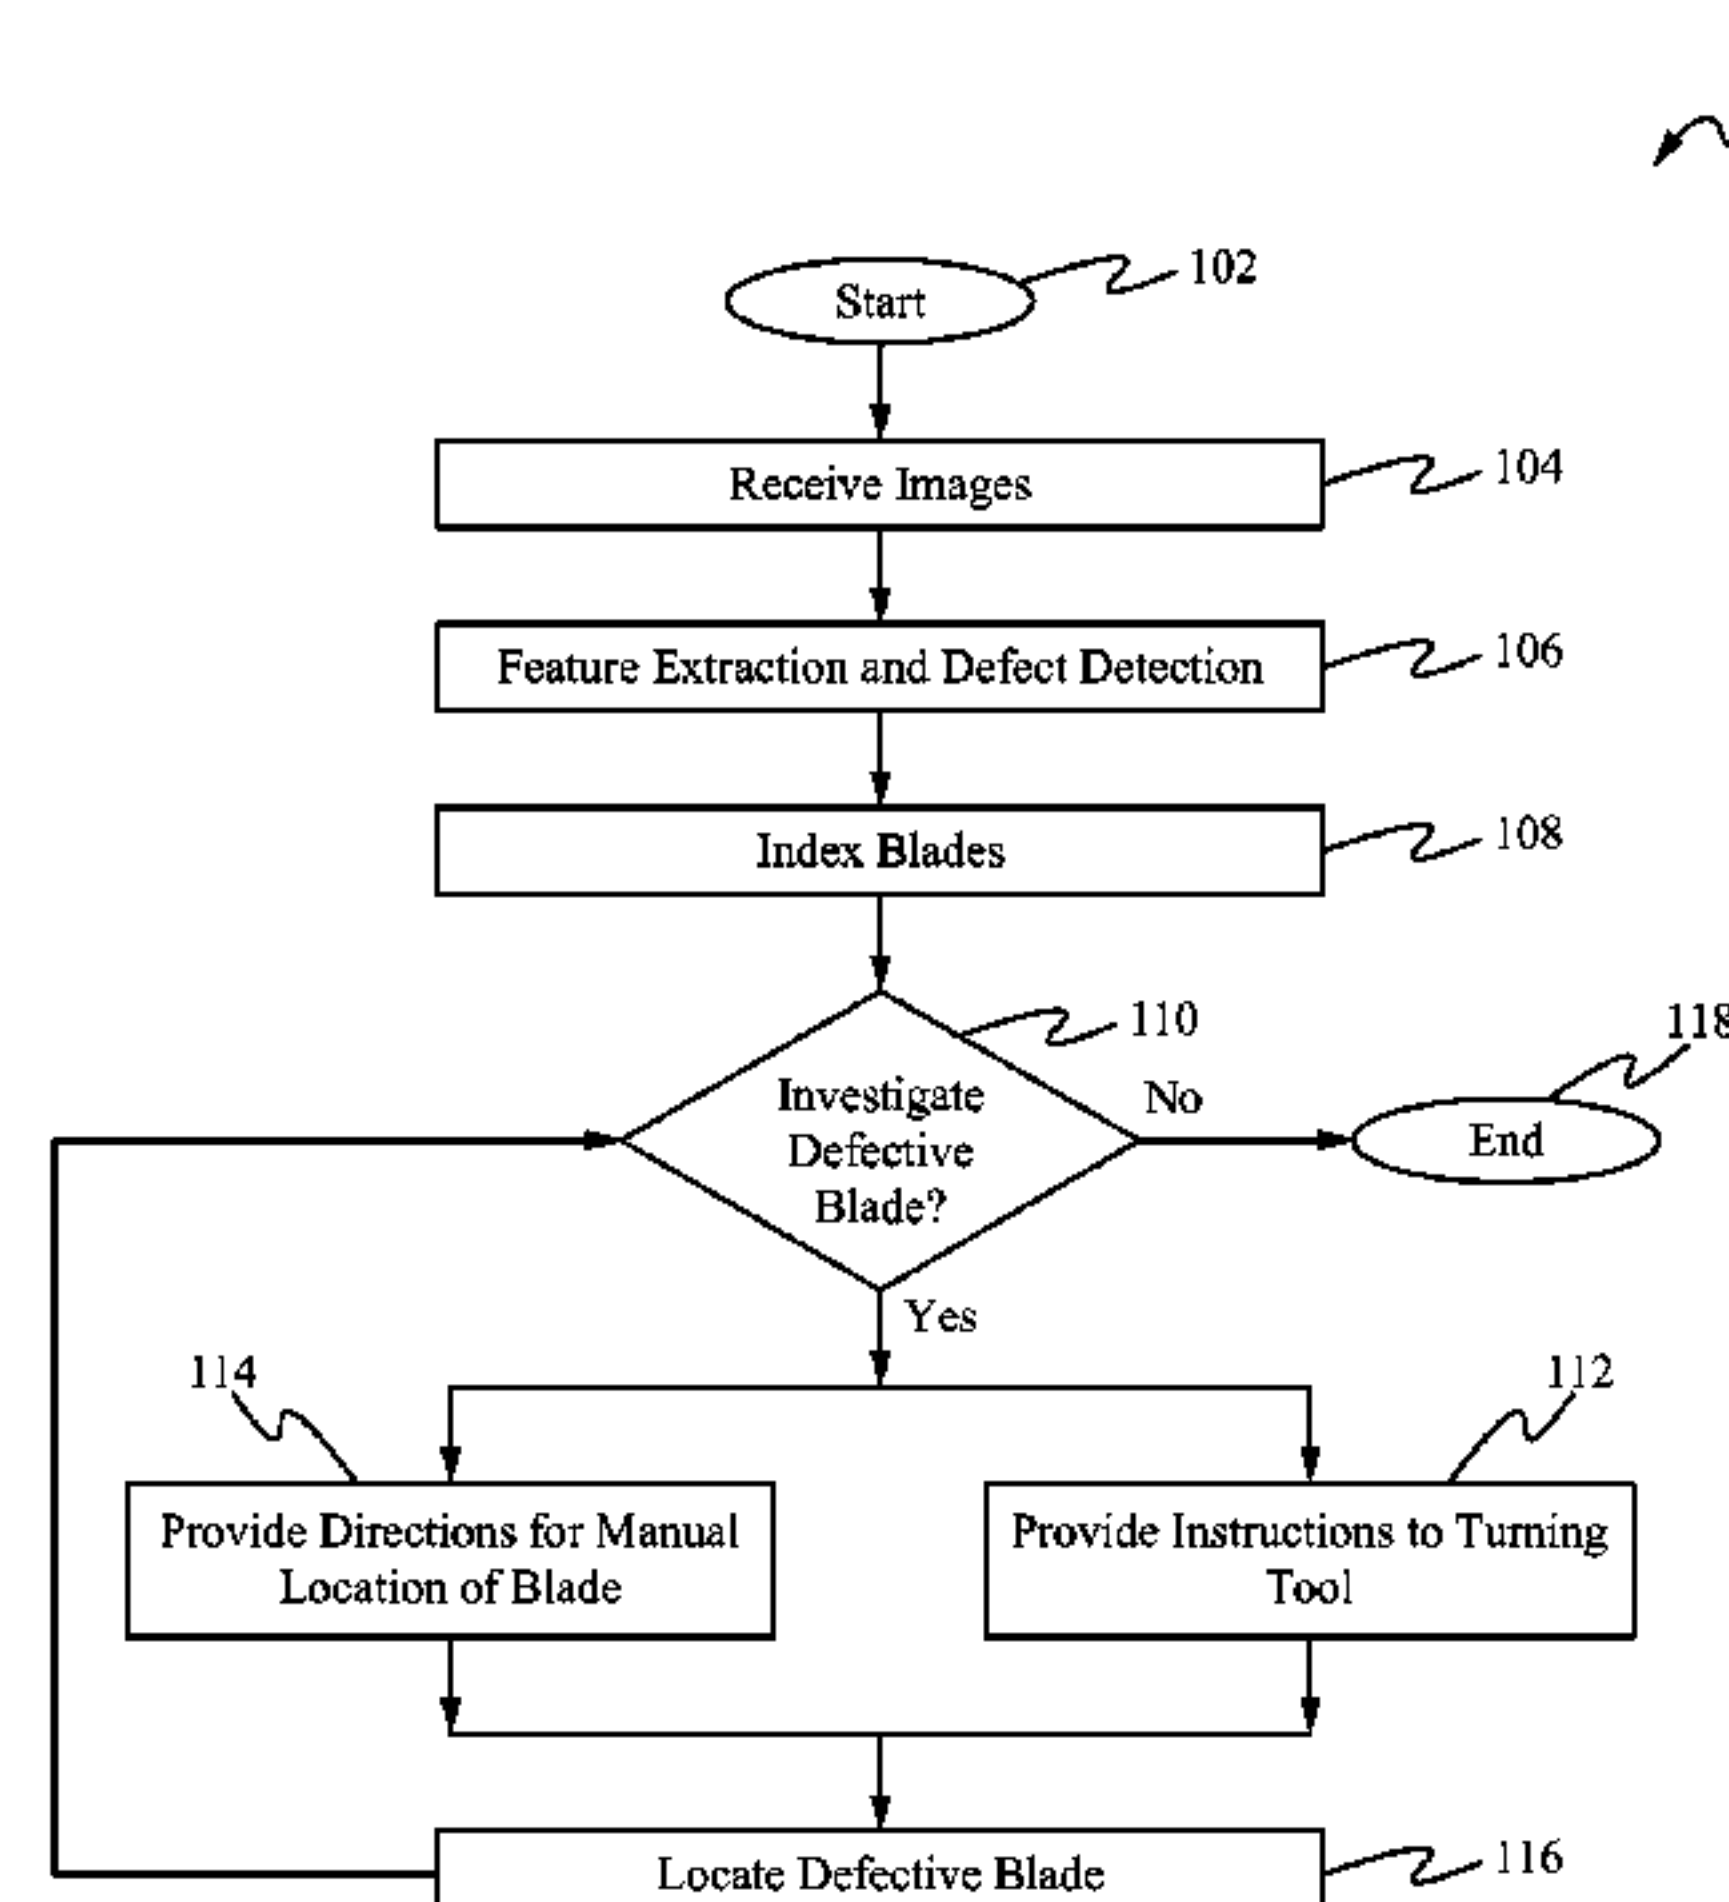 Start
102
Receive Images
104
Feature Extraction and Defect Detection
106
Index Blades
108
110
118
Investigate
Defective
Blade?
No
End
Yes
114
112
Provide Directions for Manual
Location of Blade
Provide Instructions to Turning
Tool
Locate Defective Blade
116